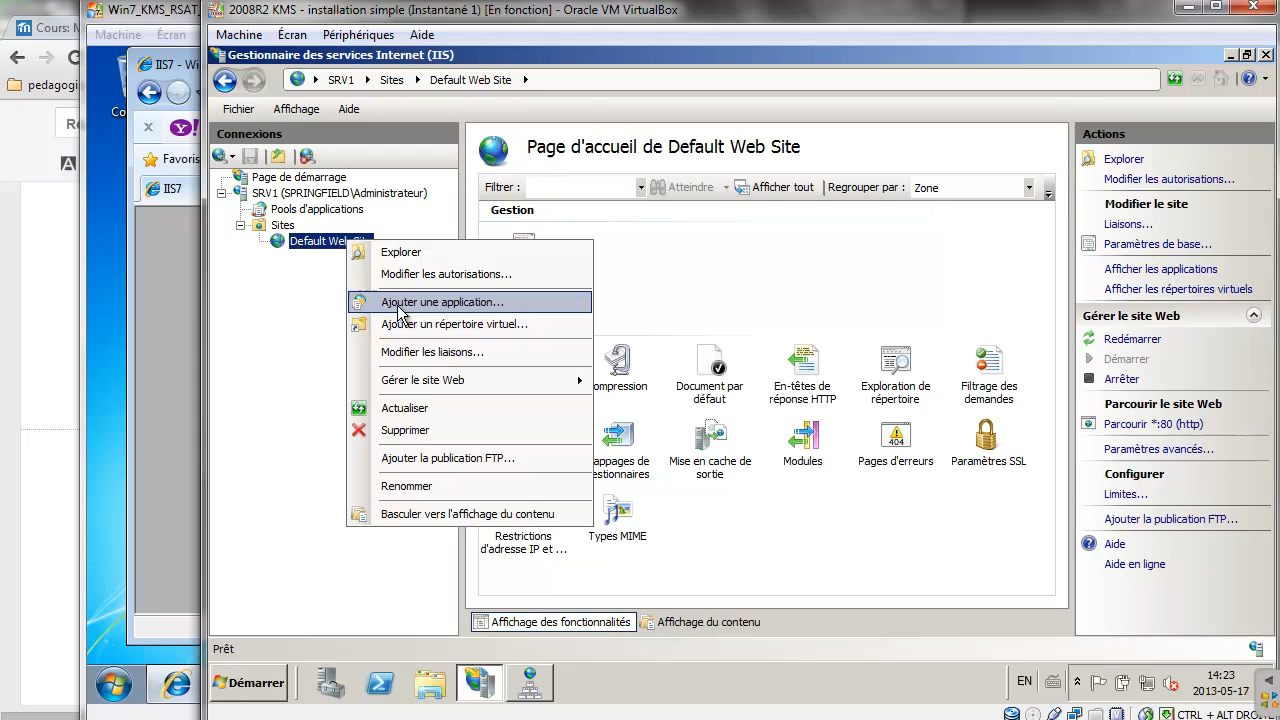 Cours: M
pedagogi
Re
A
Win7_KMS_RSAT
Machine
Écran
Co
IIS7 - Wi
Favoris
IIS7
2008R2 KMS - installation simple (Instantané 1) [En fonction] - Oracle VM VirtualBox
Machine Écran Périphériques Aide
Gestionnaire des services Internet (IIS)
SRV1 Sites Default Web Site
Fichier Affichage Aide
Connexions
Page de démarrage
SRV1 (SPRINGFIELD\Administrateur)
Pools d'applications
Sites
Default Web Sit
Explorer
Modifier les autorisations...
Ajouter une application...
Ajouter un répertoire virtuel...
Modifier les liaisons...
Gérer le site Web
Actualiser
Supprimer
Ajouter la publication FTP...
Renommer
Basculer vers l'affichage du contenu
Page d'accueil de Default Web Site
Filtrer : Atteindre Afficher tout Regrouper par : Zone
Gestion
ompression
Document par
défaut
En-têtes de
réponse HTTP
Exploration de
répertoire
Filtrage des
demandes
appages de
estionnaires
Mise en cache de
sortie
Modules
404
Pages d'erreurs
Paramètres SSL
Restrictions
d'adresse IP et ...
Types MIME
Affichage des fonctionnalités
Affichage du contenu
Actions
Explorer
Modifier les autorisations...
Modifier le site
Liaisons...
Paramètres de base...
Afficher les applications
Afficher les répertoires virtuels
Gérer le site Web
Redémarrer
Démarrer
Arrêter
Parcourir le site Web
Parcourir *:80 (http)
Paramètres avancés...
Configurer
Limites...
Ajouter la publication FTP...
Aide
Aide en ligne
Prêt
Démarrer
EN
14:23
2013-05-17
CTRL + ALT DROITE